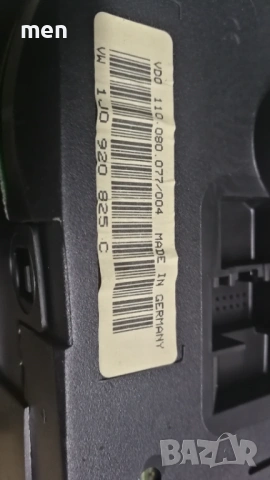 men
VDO 110.080.077/004 MADE IN GERMANY
VW 1J0 920 825 C
BAZAR